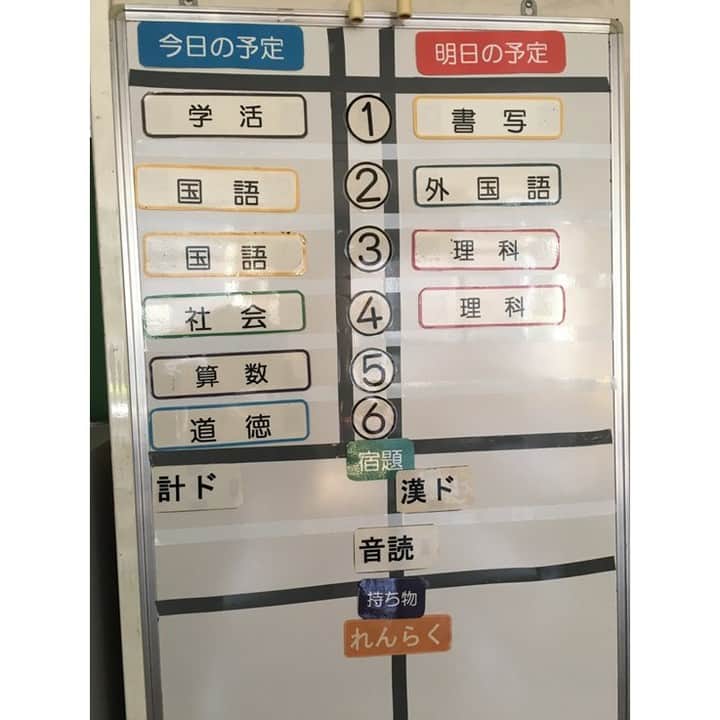 今日の予定 明日の予定
学活 ① 書写
国語 ② 外国語
国語 ③ 理科
社会 ④ 理科
算数 ⑤
道徳 ⑥
宿題
計ド 漢ド
音読
持ち物
れんらく